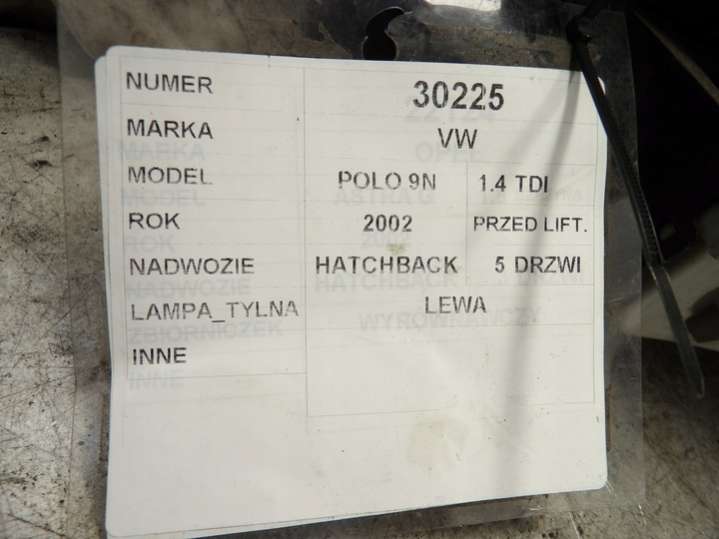 NUMER 30225
MARKA VW
MODEL POLO 9N 1.4 TDI
ROK 2002 PRZED LIFT.
NADWOZIE HATCHBACK 5 DRZWI
LAMPA_TYLNA LEWA
INNE